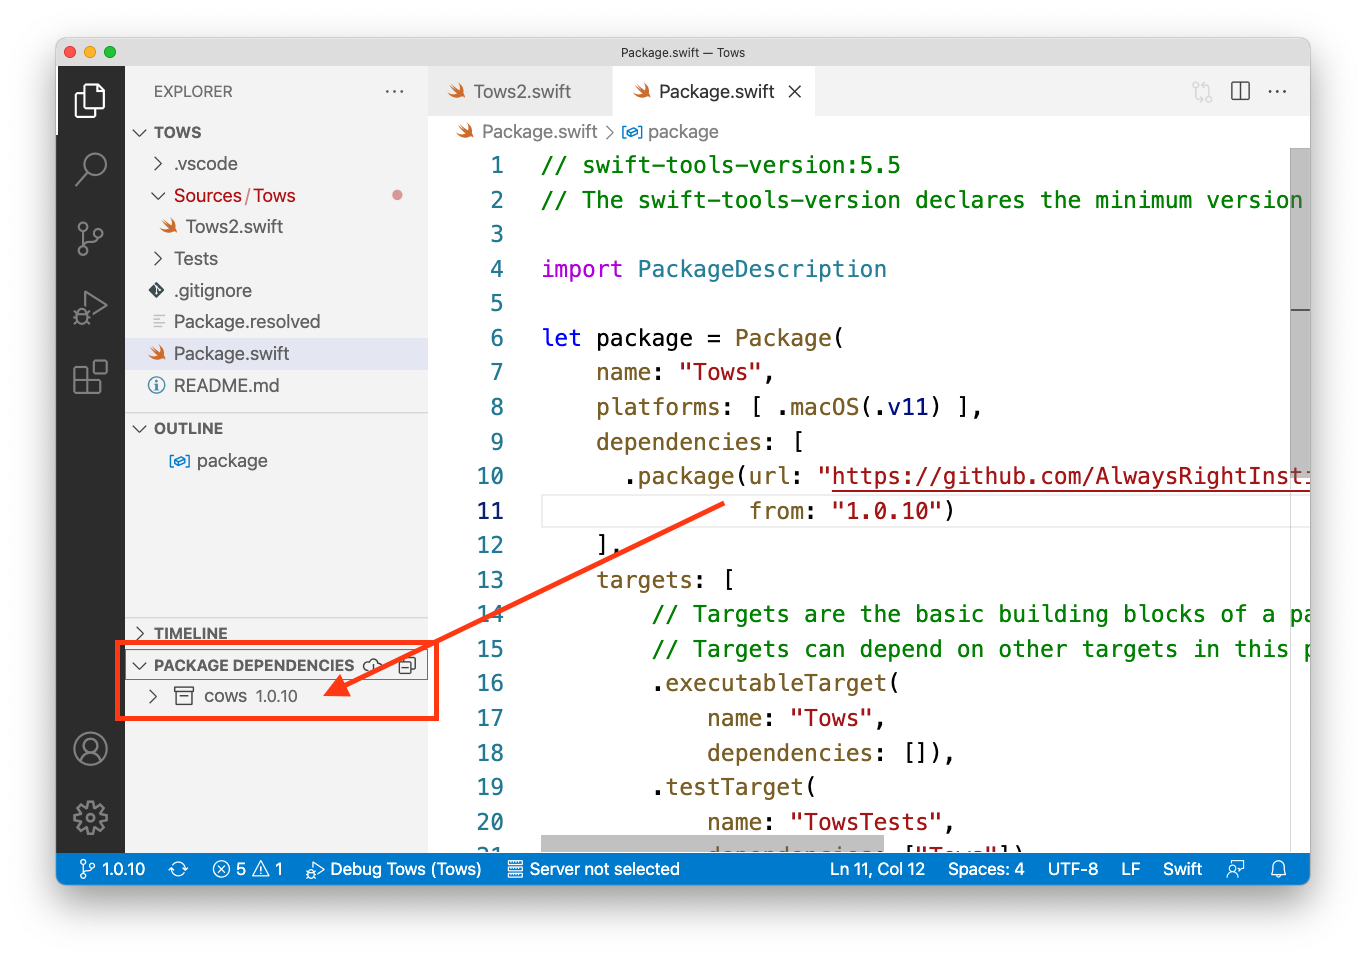 Package.swift — Tows
EXPLORER
TOWS
.vscode
Sources/Tows
Tows2.swift
Tests
.gitignore
Package.resolved
Package.swift
README.md
OUTLINE
package
TIMELINE
PACKAGE DEPENDENCIES
cows 1.0.10
Tows2.swift
Package.swift
Package.swift > package
1 // swift-tools-version:5.5
2 // The swift-tools-version declares the minimum version
3
4 import PackageDescription
5
6 let package = Package(
7 name: "Tows",
8 platforms: [ .macOS(.v11) ],
9 dependencies: [
10 .package(url: "https://github.com/AlwaysRightInsti
11 from: "1.0.10")
12 ],
13 targets: [
14 // Targets are the basic building blocks of a pa
15 // Targets can depend on other targets in this p
16 .executableTarget(
17 name: "Tows",
18 dependencies: []),
19 .testTarget(
20 name: "TowsTests",
21 dependencies: ["Tows"])
1.0.10 5 1 Debug Tows (Tows) Server not selected Ln 11, Col 12 Spaces: 4 UTF-8 LF Swift